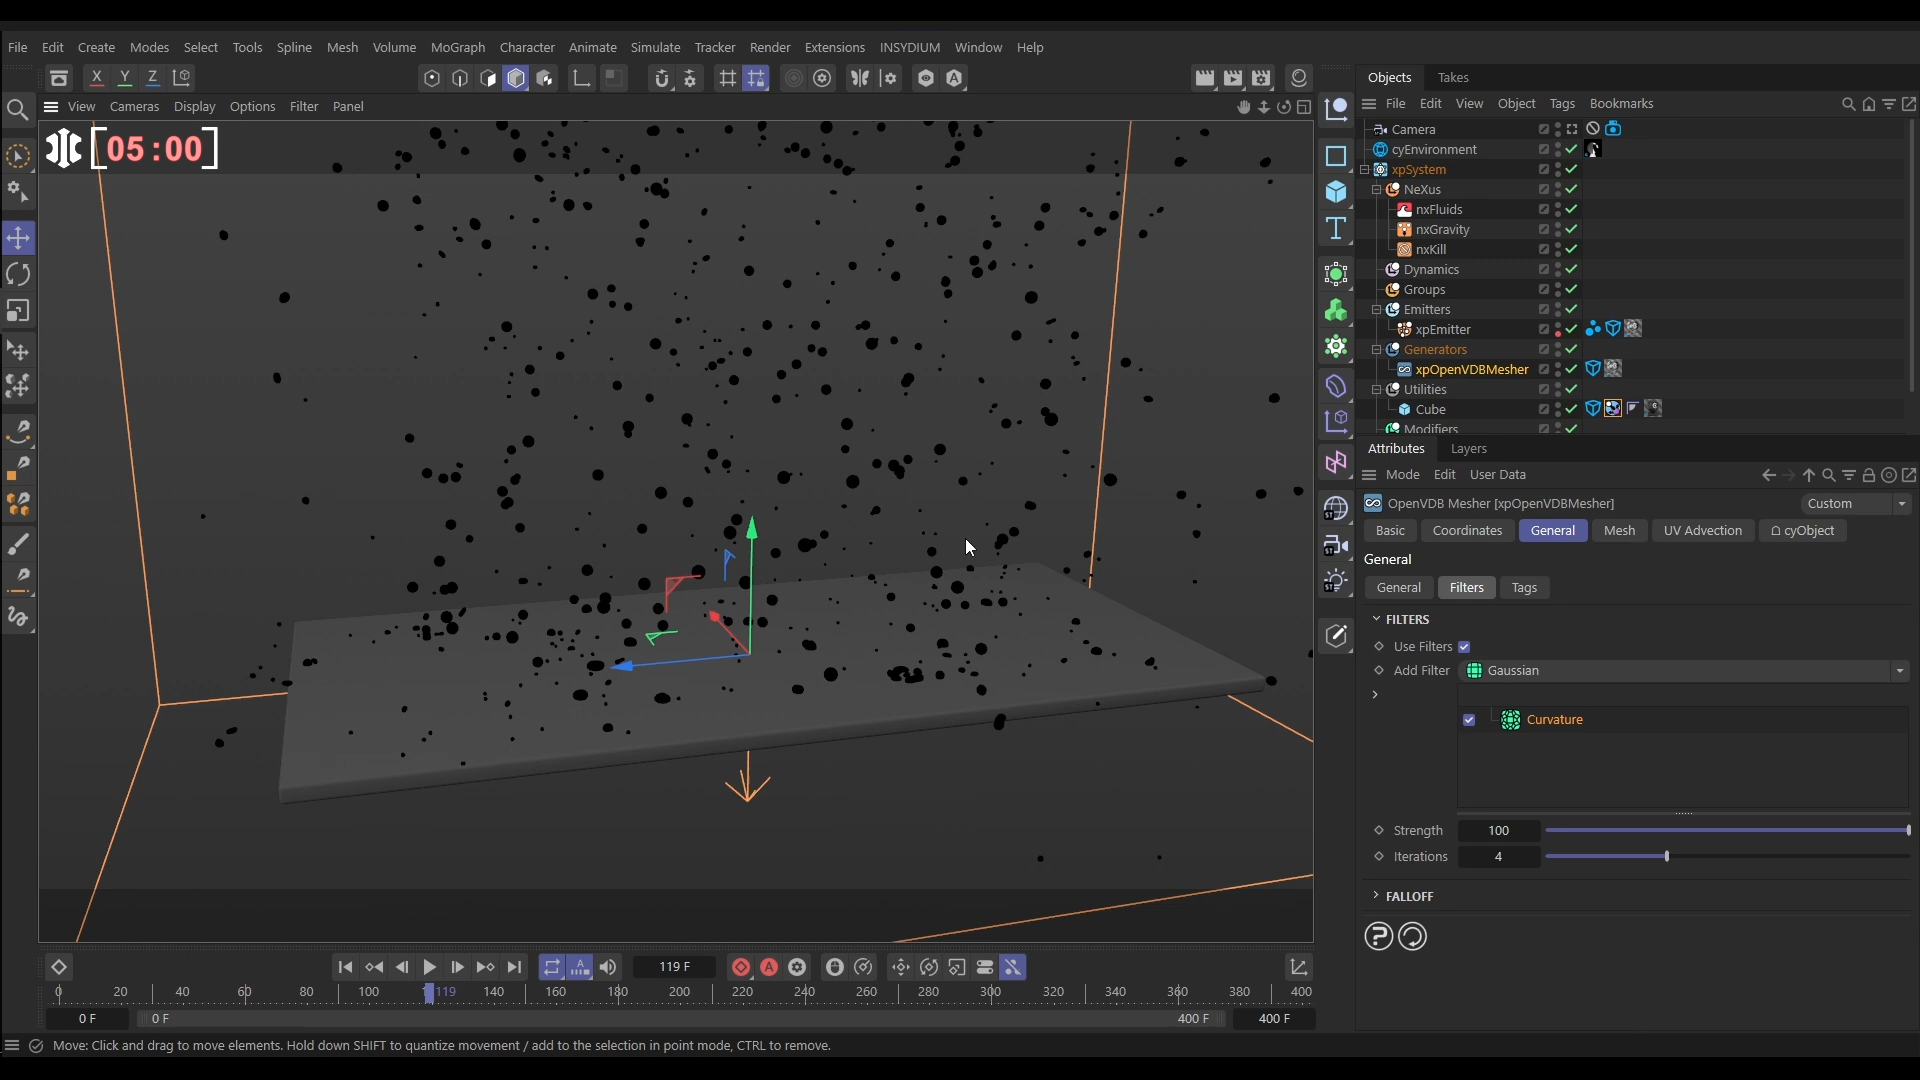 File Edit Create Modes Select Tools Spline Mesh Volume MoGraph Character Animate Simulate Tracker Render Extensions INSYDIUM Window Help
X Y Z
View Cameras Display Options Filter Panel
[05:00]
Objects Takes
File Edit View Object Tags Bookmarks
Camera
cyEnvironment
xpSystem
NeXus
nxFluids
nxGravity
nxKill
Dynamics
Groups
Emitters
xpEmitter
Generators
xpOpenVDBMesher
Utilities
Cube
Modifiers
Attributes Layers
Mode Edit User Data
OpenVDB Mesher [xpOpenVDBMesher] Custom
Basic Coordinates General Mesh UV Advection cyObject
General
General Filters Tags
FILTERS
Use Filters
Add Filter Gaussian
Curvature
Strength 100
Iterations 4
FALLOFF
119 F
0 20 40 60 80 100 119 140 160 180 200 220 240 260 280 300 320 340 360 380 400
0 F 0 F 400 F 400 F
Move: Click and drag to move elements. Hold down SHIFT to quantize movement / add to the selection in point mode, CTRL to remove.